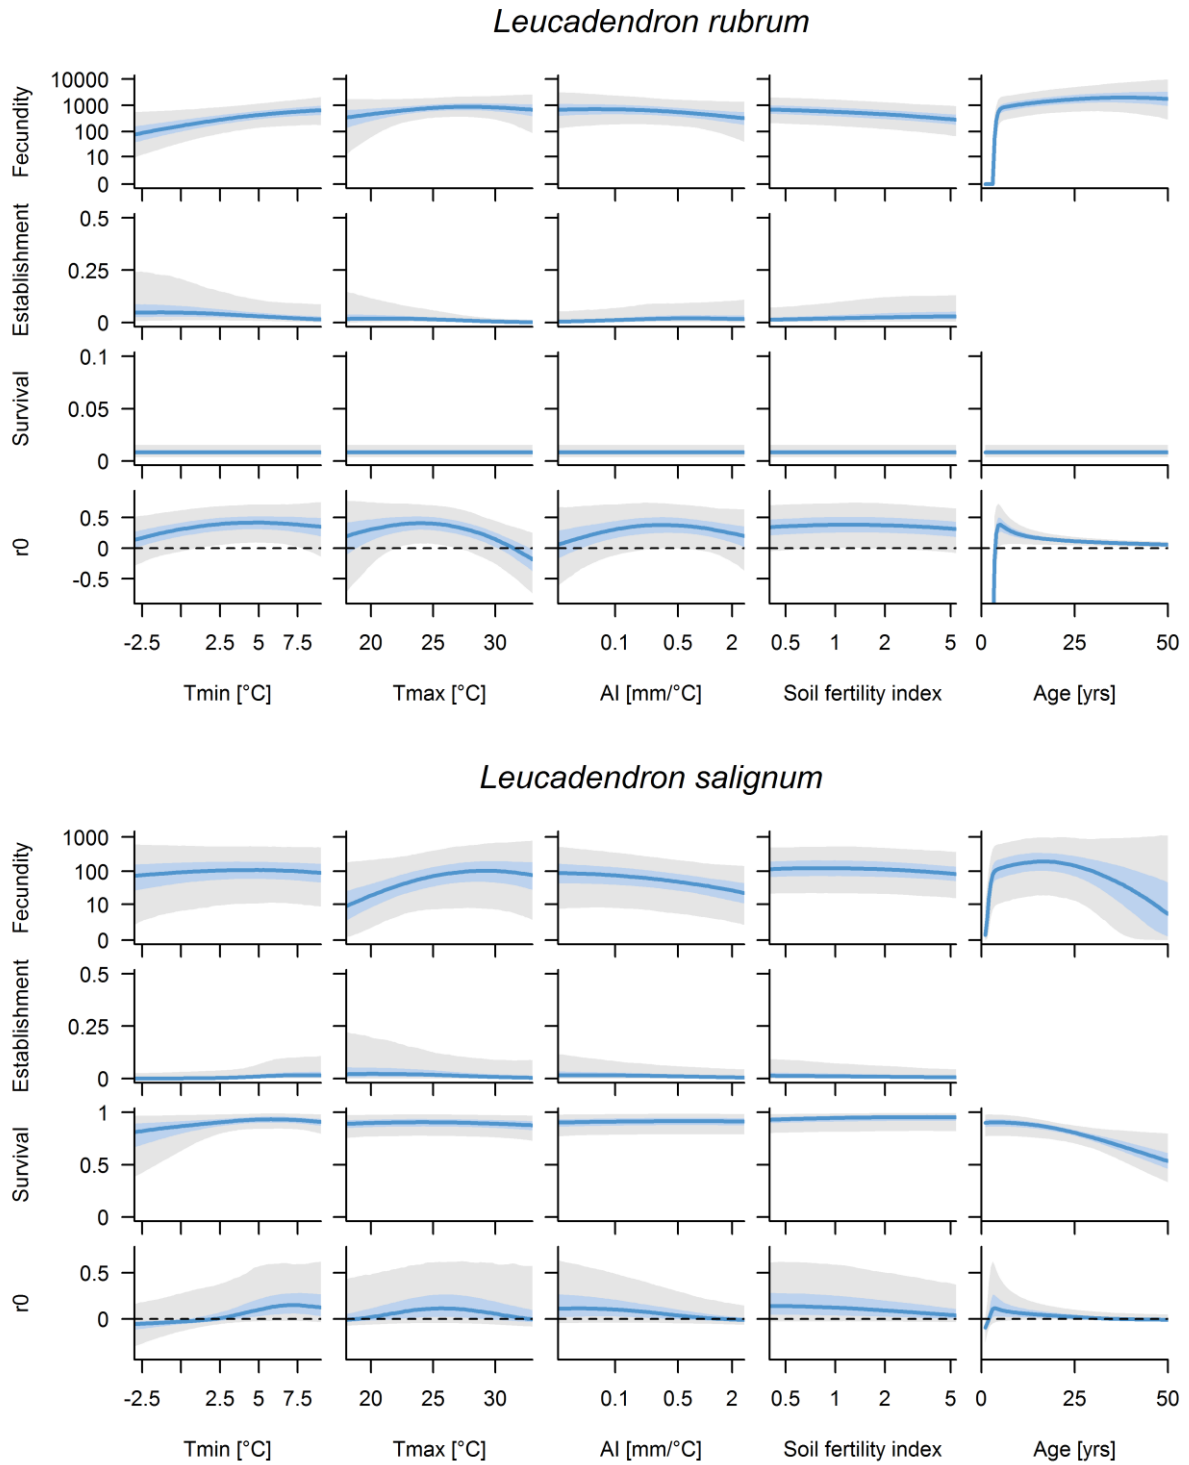 Leucadendron rubrum
Fecundity
10000
1000
100
10
0
Establishment
0.5
0.25
0
Survival
0.1
0.05
0
r0
0.5
0
-0.5
-2.5 2.5 5 7.5
20 25 30
0.1 0.5 2
0.5 1 2 5
0 25 50
Tmin [°C]
Tmax [°C]
AI [mm/°C]
Soil fertility index
Age [yrs]
Leucadendron salignum
Fecundity
1000
100
10
0
Establishment
0.5
0.25
0
Survival
1
0.5
0
r0
0.5
0
-2.5 5 7.5
20 25 30
0.1 0.5 2
0.5 1 2 5
0 25 50
Tmin [°C]
Tmax [°C]
AI [mm/°C]
Soil fertility index
Age [yrs]